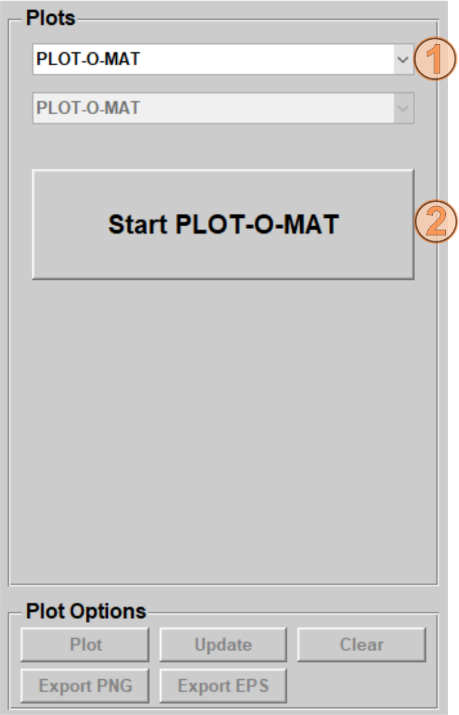 Plots
PLOT-O-MAT
1
PLOT-O-MAT
Start PLOT-O-MAT
2
Plot Options
Plot Update Clear
Export PNG Export EPS